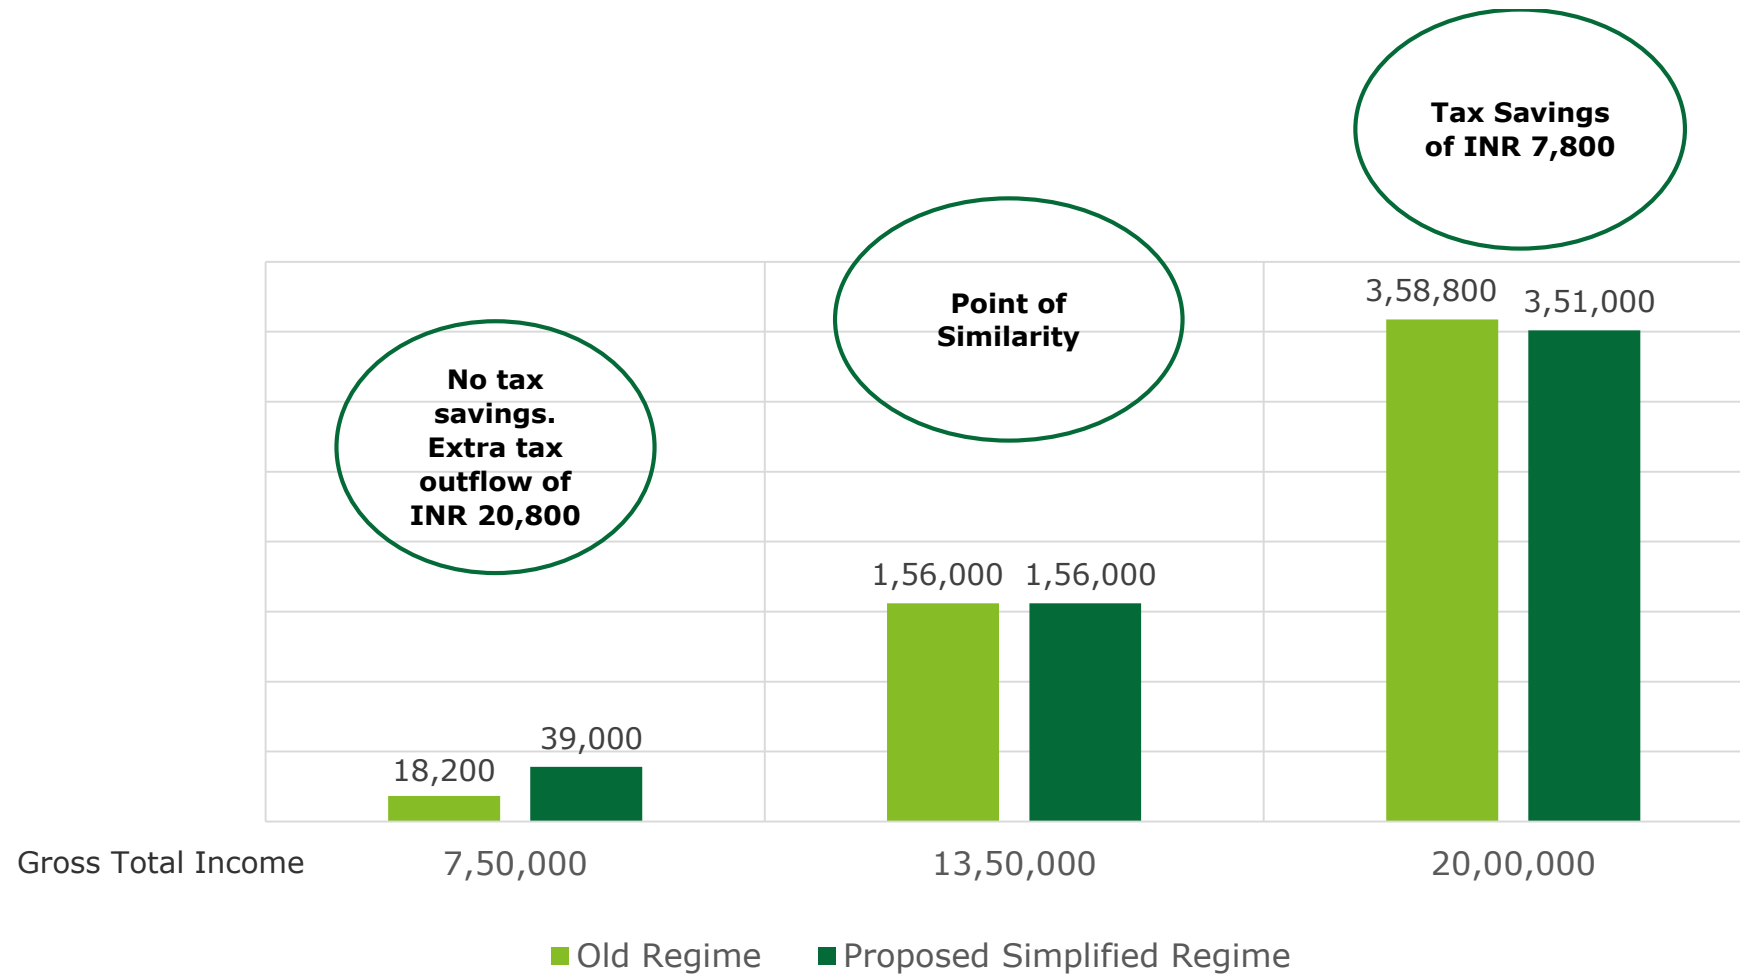 Tax Savings
of INR 7,800
Point of
Similarity
No tax
savings.
Extra tax
outflow of
INR 20,800
3,58,800
3,51,000
1,56,000
1,56,000
18,200
39,000
Gross Total Income
7,50,000
13,50,000
20,00,000
Old Regime
Proposed Simplified Regime